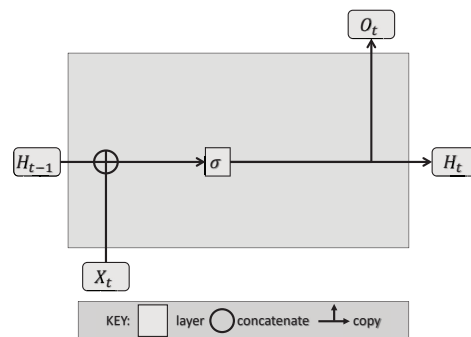 O_t
H_{t-1}
σ
H_t
X_t
KEY: layer concatenate copy